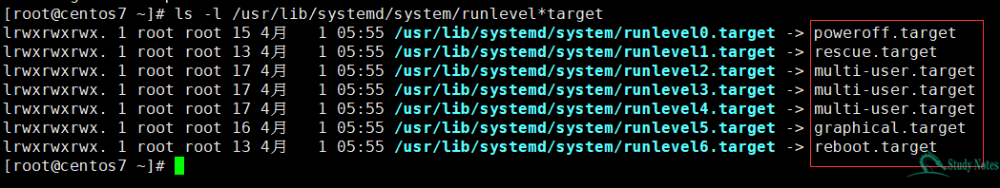 [root@centos7 ~]# ls -l /usr/lib/systemd/system/runlevel*target
lrwxrwxrwx. 1 root root 15 4月   1 05:55 /usr/lib/systemd/system/runlevel0.target -> poweroff.target
lrwxrwxrwx. 1 root root 13 4月   1 05:55 /usr/lib/systemd/system/runlevel1.target -> rescue.target
lrwxrwxrwx. 1 root root 17 4月   1 05:55 /usr/lib/systemd/system/runlevel2.target -> multi-user.target
lrwxrwxrwx. 1 root root 17 4月   1 05:55 /usr/lib/systemd/system/runlevel3.target -> multi-user.target
lrwxrwxrwx. 1 root root 17 4月   1 05:55 /usr/lib/systemd/system/runlevel4.target -> multi-user.target
lrwxrwxrwx. 1 root root 16 4月   1 05:55 /usr/lib/systemd/system/runlevel5.target -> graphical.target
lrwxrwxrwx. 1 root root 13 4月   1 05:55 /usr/lib/systemd/system/runlevel6.target -> reboot.target
[root@centos7 ~]#
Study Notes